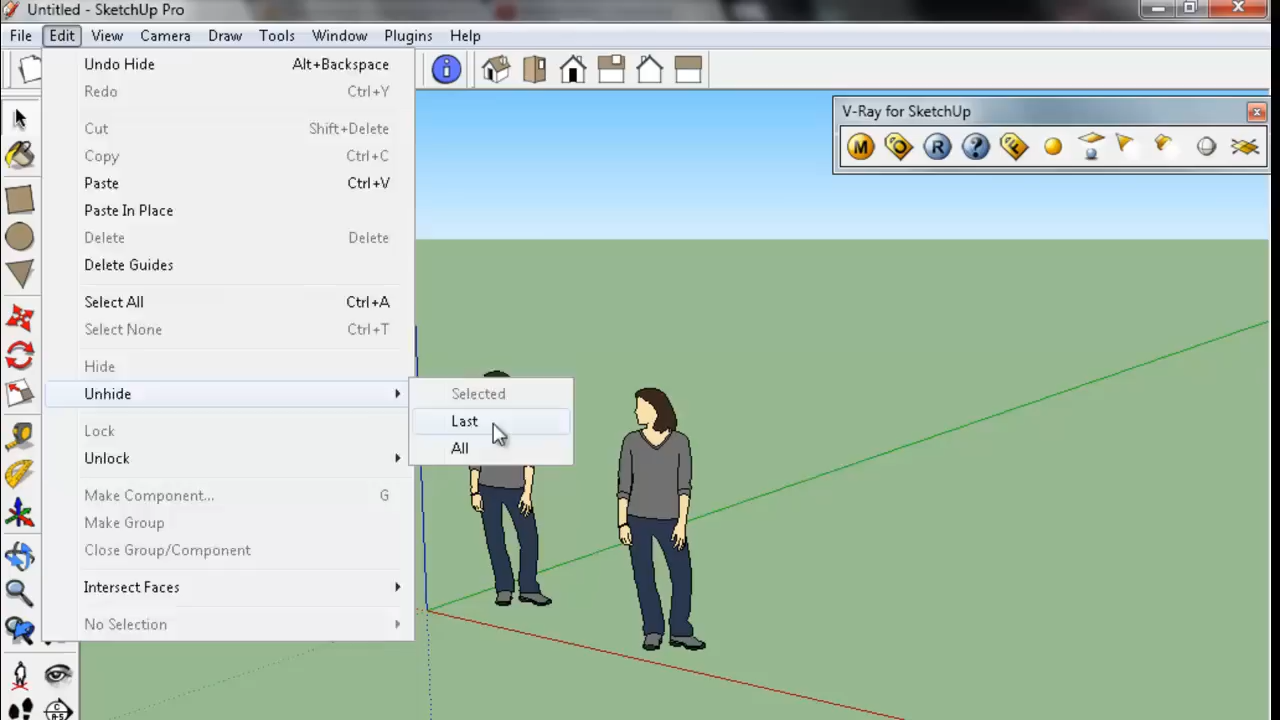 Untitled - SketchUp Pro
File Edit View Camera Draw Tools Window Plugins Help
Undo Hide Alt+Backspace
Redo Ctrl+Y
Cut Shift+Delete
Copy Ctrl+C
Paste Ctrl+V
Paste In Place
Delete Delete
Delete Guides
Select All Ctrl+A
Select None Ctrl+T
Hide
Unhide
Selected
Last
All
Lock
Unlock
Make Component... G
Make Group
Close Group/Component
Intersect Faces
No Selection
V-Ray for SketchUp
M O R ? F